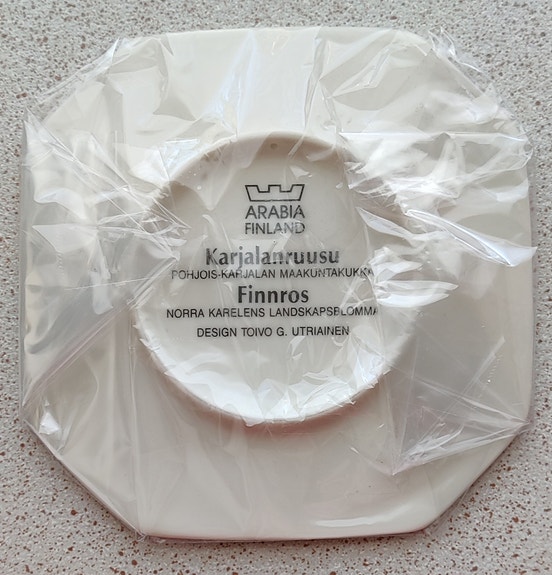 ARABIA
FINLAND
Karjalanruusu
POHJOIS-KARJALAN MAAKUNTAKUKKA
Finnros
NORRA KARELENS LANDSKAPSBLOMMA
DESIGN TOIVO G. UTRIAINEN